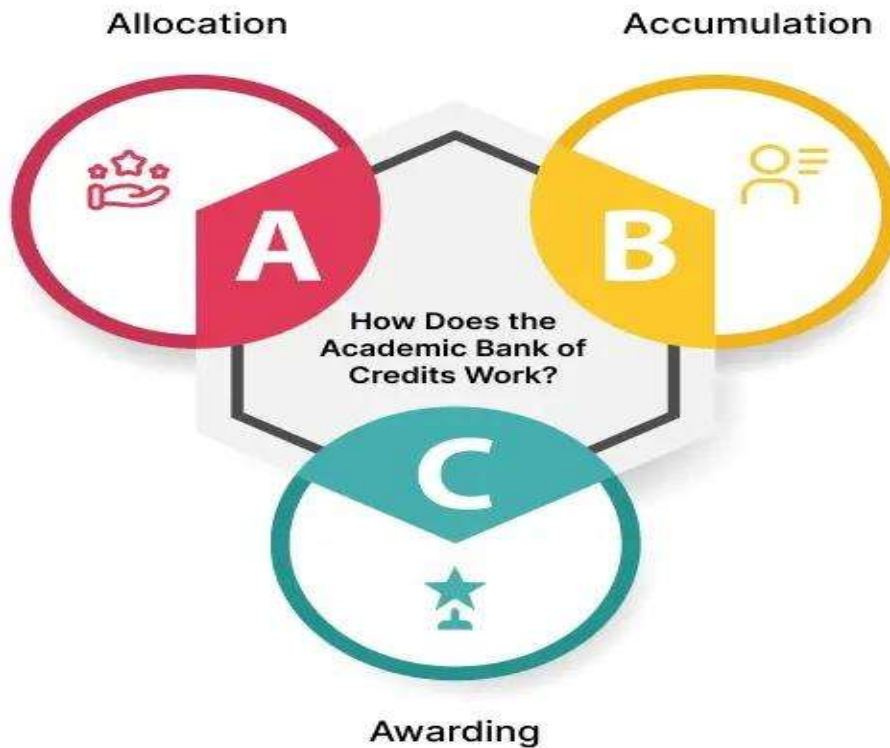 Allocation
Accumulation
A
B
How Does the
Academic Bank of
Credits Work?
C
Awarding